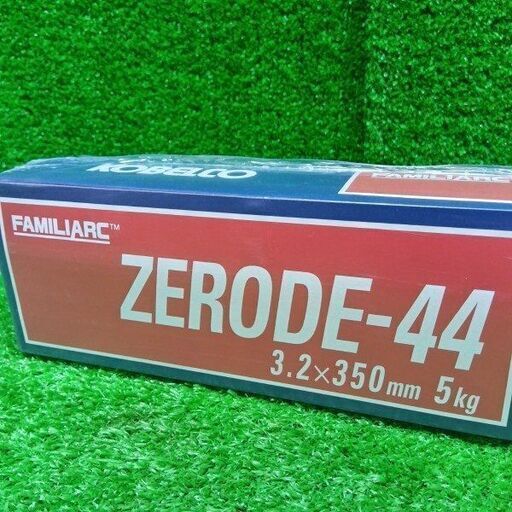 KOBELCO
FAMILIARC
FAMILIARC™
ZERODE-44
3.2×350mm 5kg